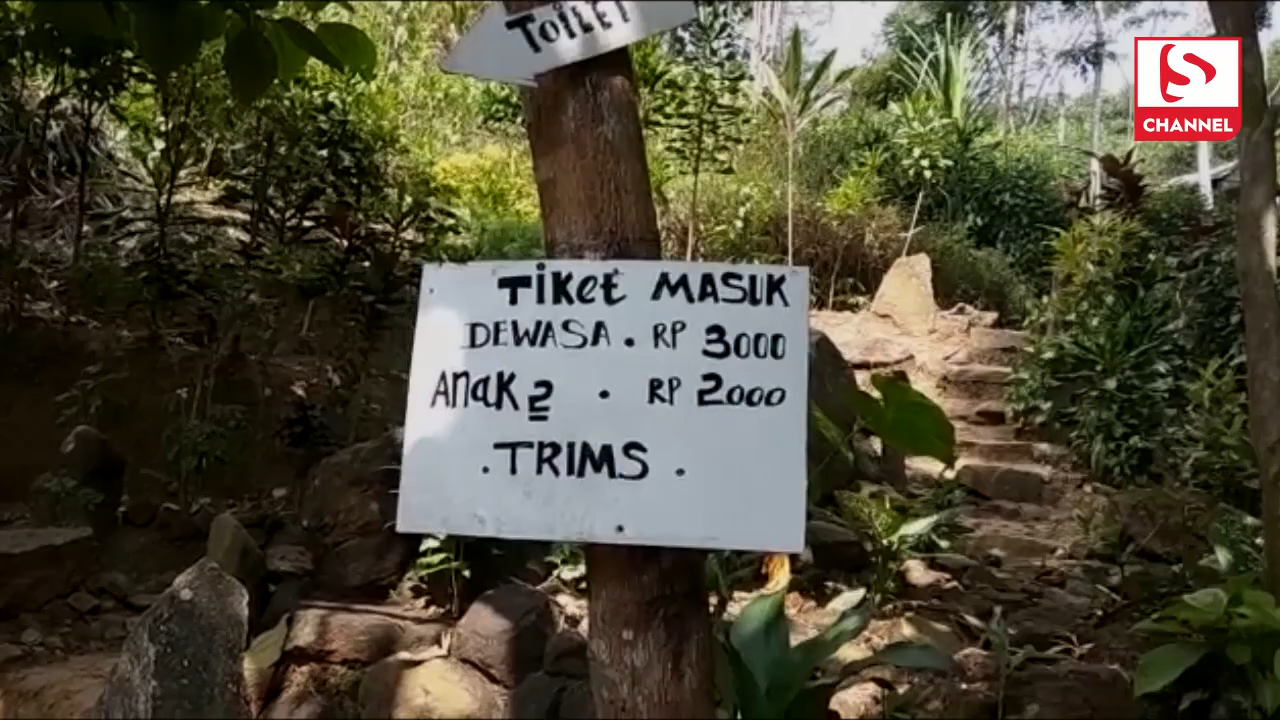 TOILET
CHANNEL
TiKet MASUK
DEWASA . RP 3000
ANAK 2 . RP 2000
. TRIMS .